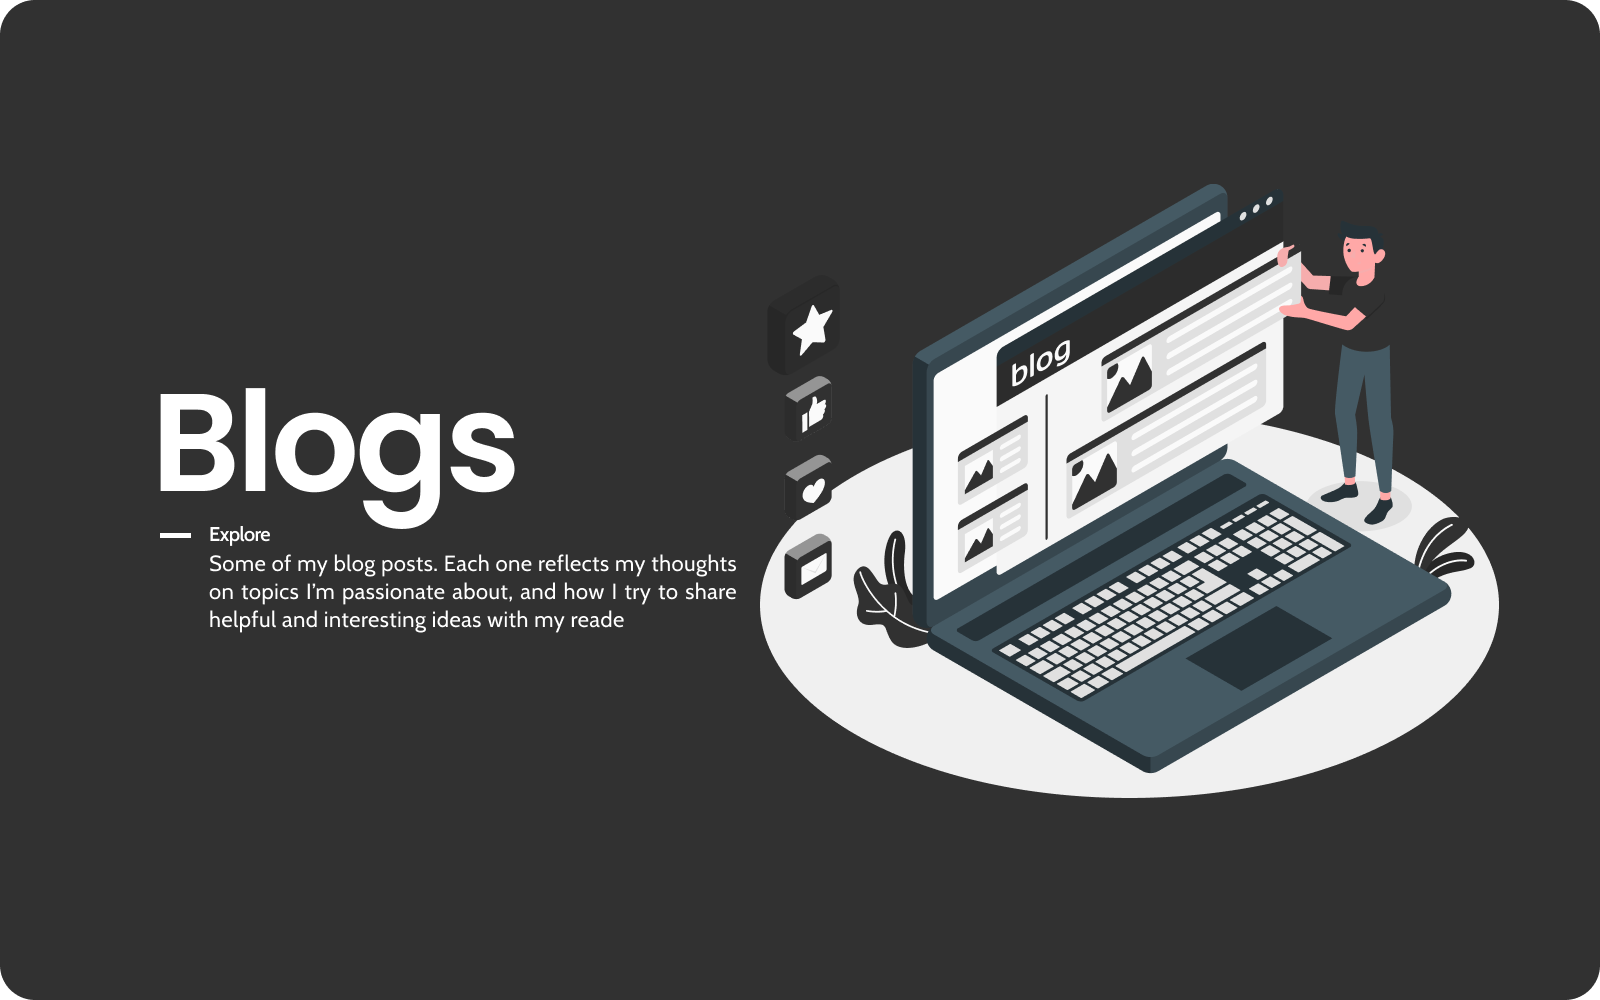 Blogs
Explore
Some of my blog posts. Each one reflects my thoughts
on topics I'm passionate about, and how I try to share
helpful and interesting ideas with my reade
blog